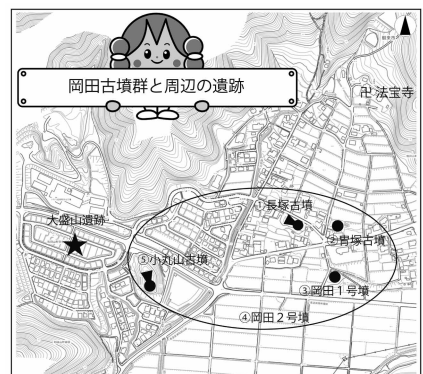 岡田古墳群と周辺の遺跡
卍 法宝寺
①長塚古墳
大盛山遺跡
②冑塚古墳
⑤小丸山古墳
③岡田1号墳
④岡田2号墳